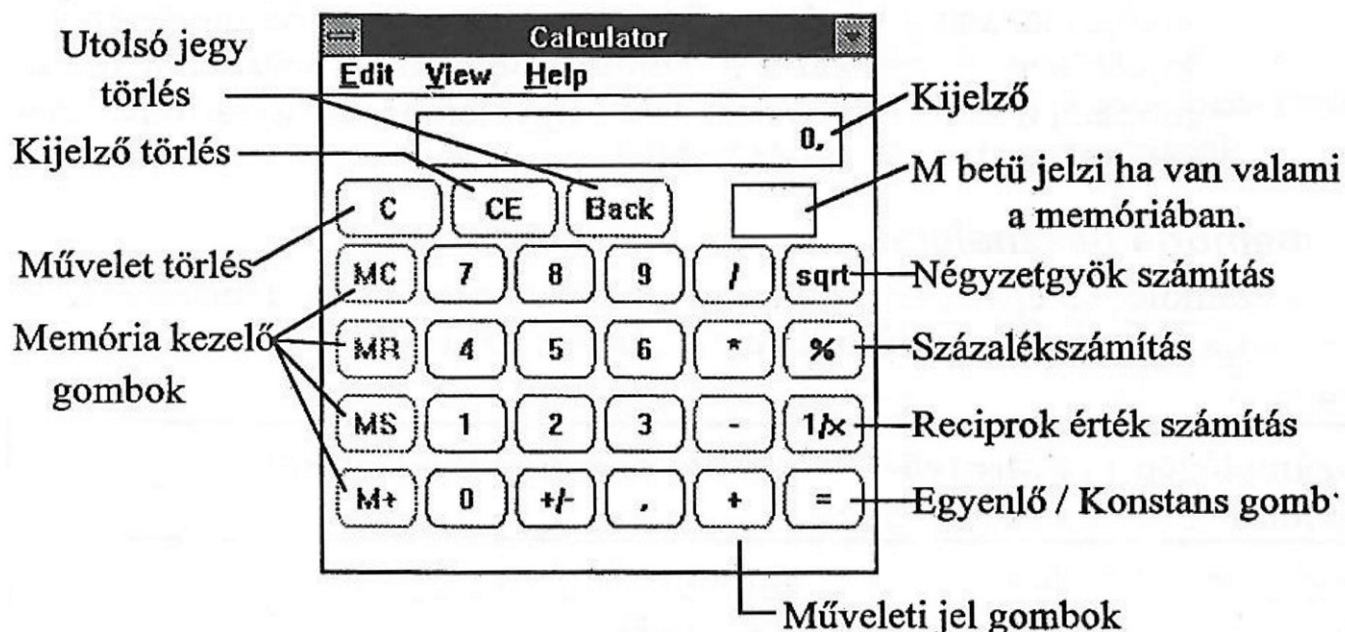 Utolsó jegy
törlés
Kijelző törlés
Művelet törlés
Memória kezelő
gombok
Calculator
Edit View Help
0,
C CE Back
MC 7 8 9 / sqrt
MR 4 5 6 * %
MS 1 2 3 - 1/x
M+ 0 +/- , + =
Kijelző
M betü jelzi ha van valami
a memóriában.
Négyzetgyök számítás
Százalékszámítás
Reciprok érték számítás
Egyenlő / Konstans gomb
Műveleti jel gombok